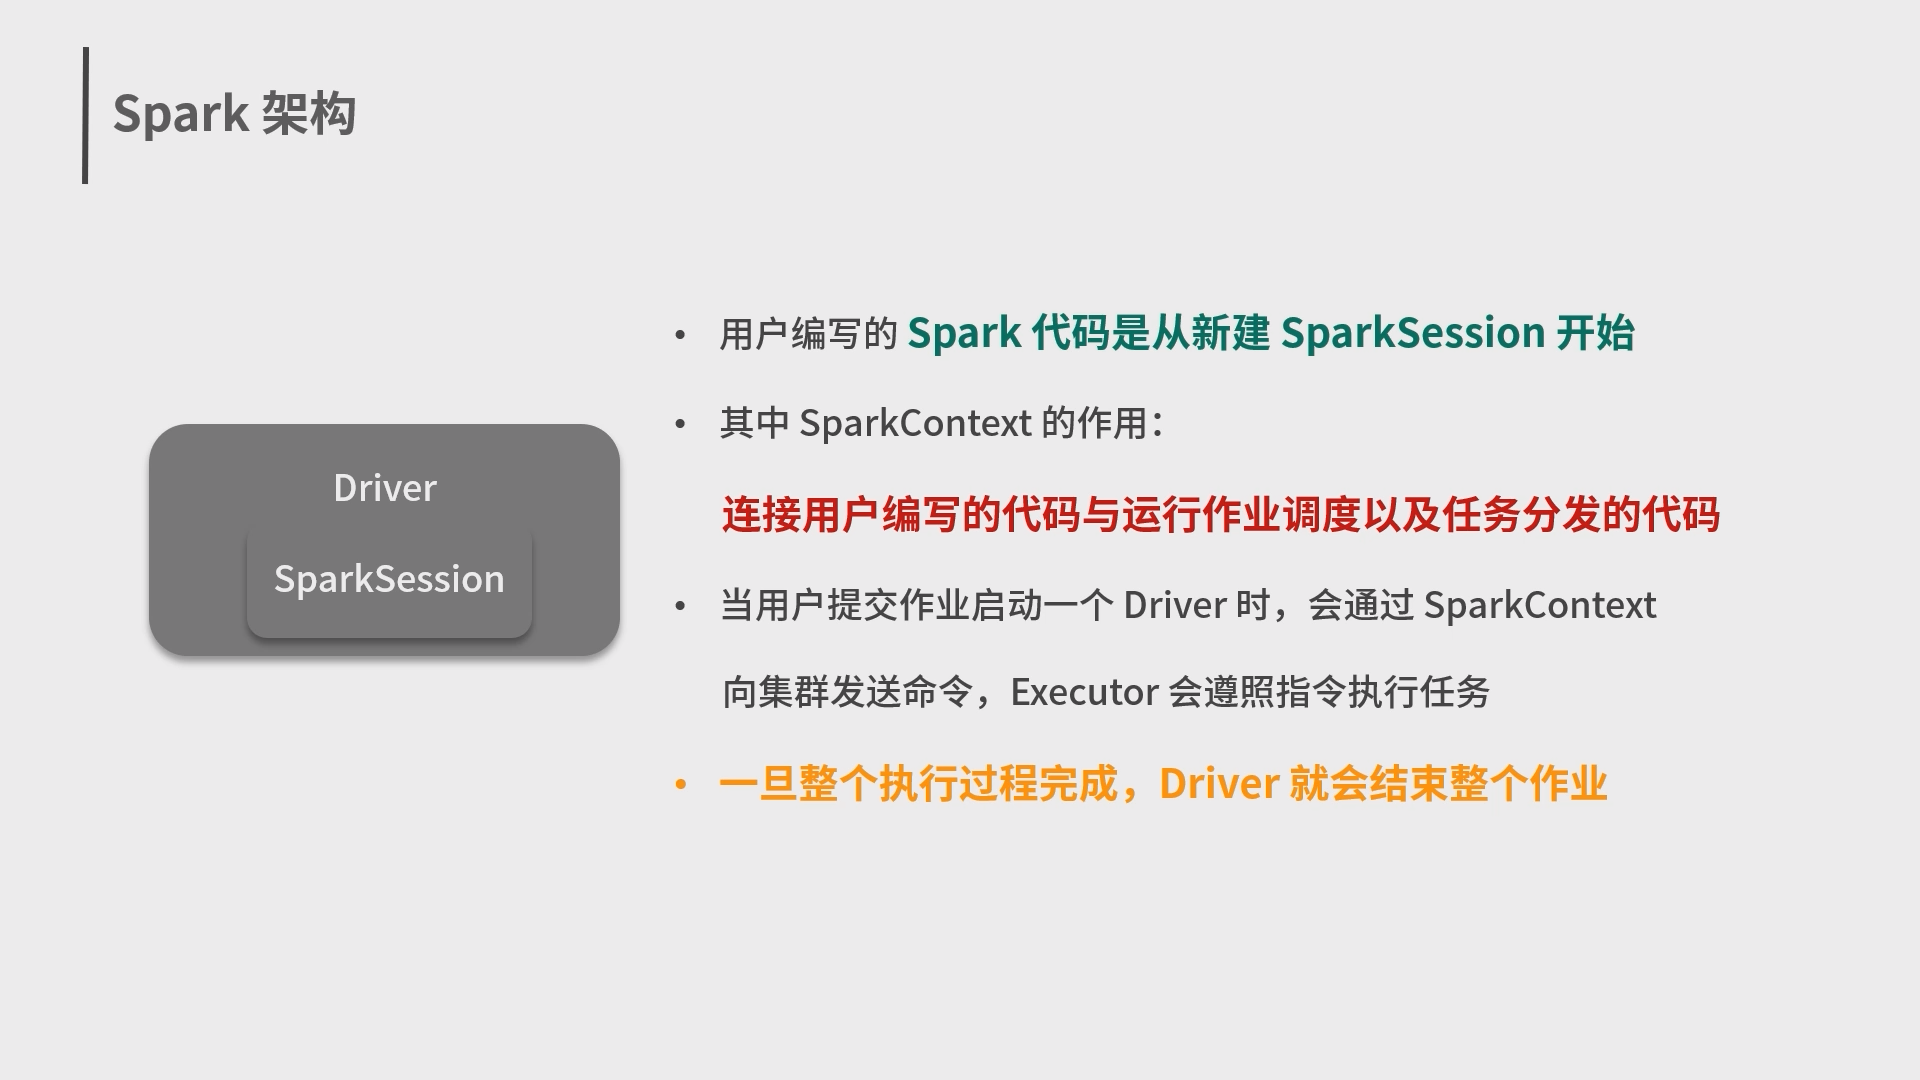 Spark 架构
Driver
SparkSession
• 用户编写的 Spark 代码是从新建 SparkSession 开始
• 其中 SparkContext 的作用：
连接用户编写的代码与运行作业调度以及任务分发的代码
• 当用户提交作业启动一个 Driver 时，会通过 SparkContext
向集群发送命令，Executor 会遵照指令执行任务
• 一旦整个执行过程完成，Driver 就会结束整个作业